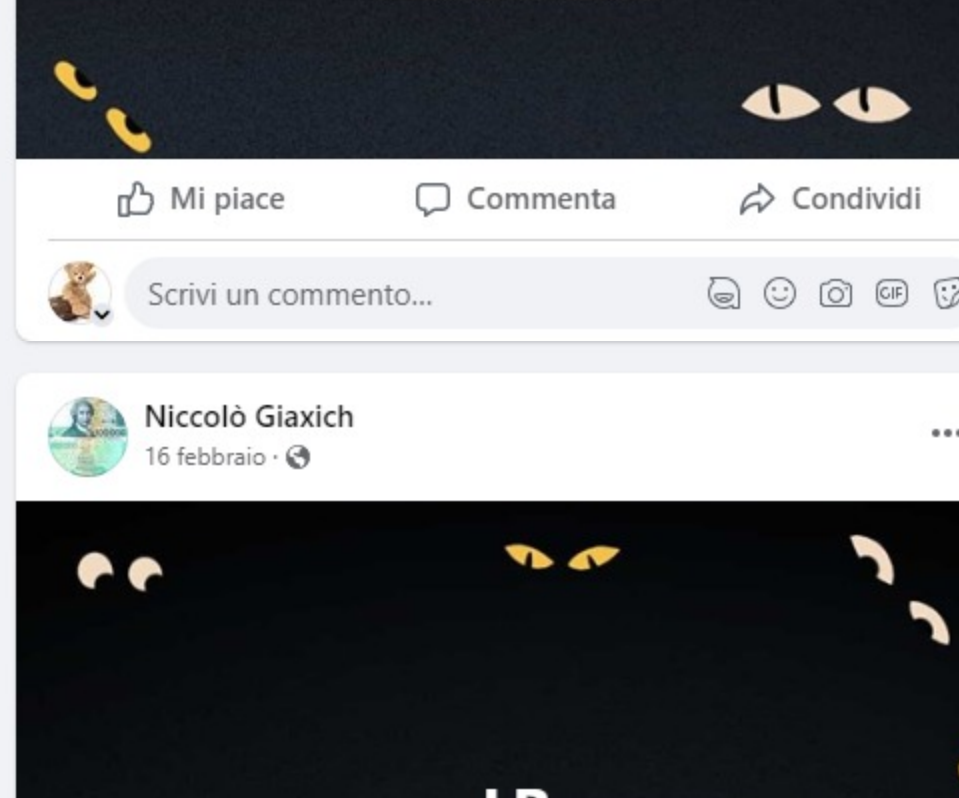 Mi piace
Commenta
Condividi
Scrivi un commento...
GIF
Niccolò Giaxich
16 febbraio ·